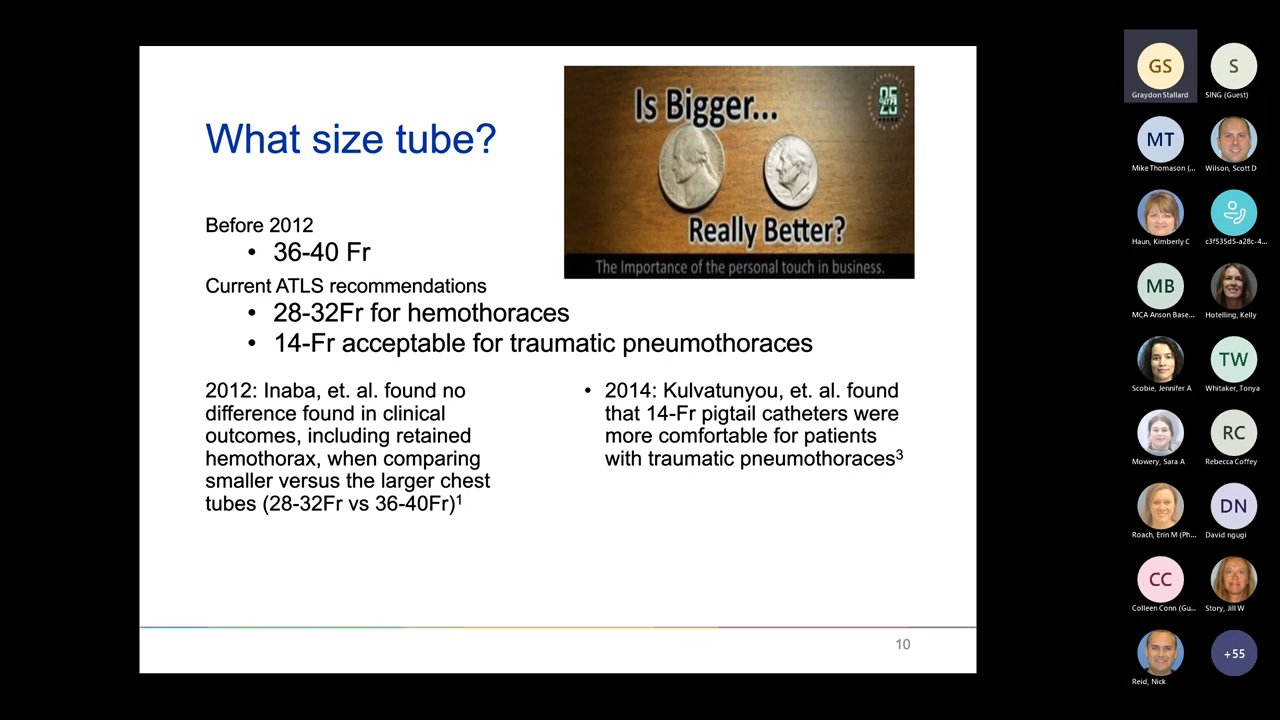 Is Bigger...
Really Better?
The Importance of the personal touch in business.
What size tube?
Before 2012
• 36-40 Fr
Current ATLS recommendations
• 28-32Fr for hemothoraces
• 14-Fr acceptable for traumatic pneumothoraces
2012: Inaba, et. al. found no
difference found in clinical
outcomes, including retained
hemothorax, when comparing
smaller versus the larger chest
tubes (28-32Fr vs 36-40Fr)¹
• 2014: Kulvatunyou, et. al. found
that 14-Fr pigtail catheters were
more comfortable for patients
with traumatic pneumothoraces³
10
GS
Graydon Stallard
S
SING (Guest)
MT
Mike Thomason (...
Wilson, Scott D
Haun, Kimberly C
c3f535d5-a28c-4...
MB
MCA Anson Base...
Hotelling, Kelly
Scobie, Jennifer A
TW
Whitaker, Tonya
Mowery, Sara A
RC
Rebecca Coffey
Roach, Erin M (Ph...
DN
David ngugi
CC
Colleen Conn (Gu...
Story, Jill W
Reid, Nick
+55